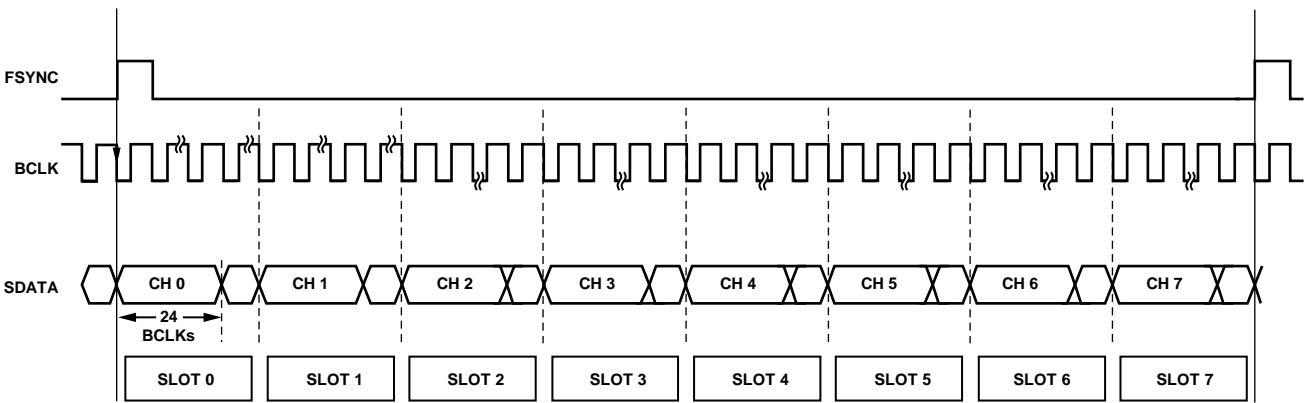 FSYNC
BCLK
SDATA
CH 0 CH 1 CH 2 CH 3 CH 4 CH 5 CH 6 CH 7
24
BCLKs
SLOT 0 SLOT 1 SLOT 2 SLOT 3 SLOT 4 SLOT 5 SLOT 6 SLOT 7